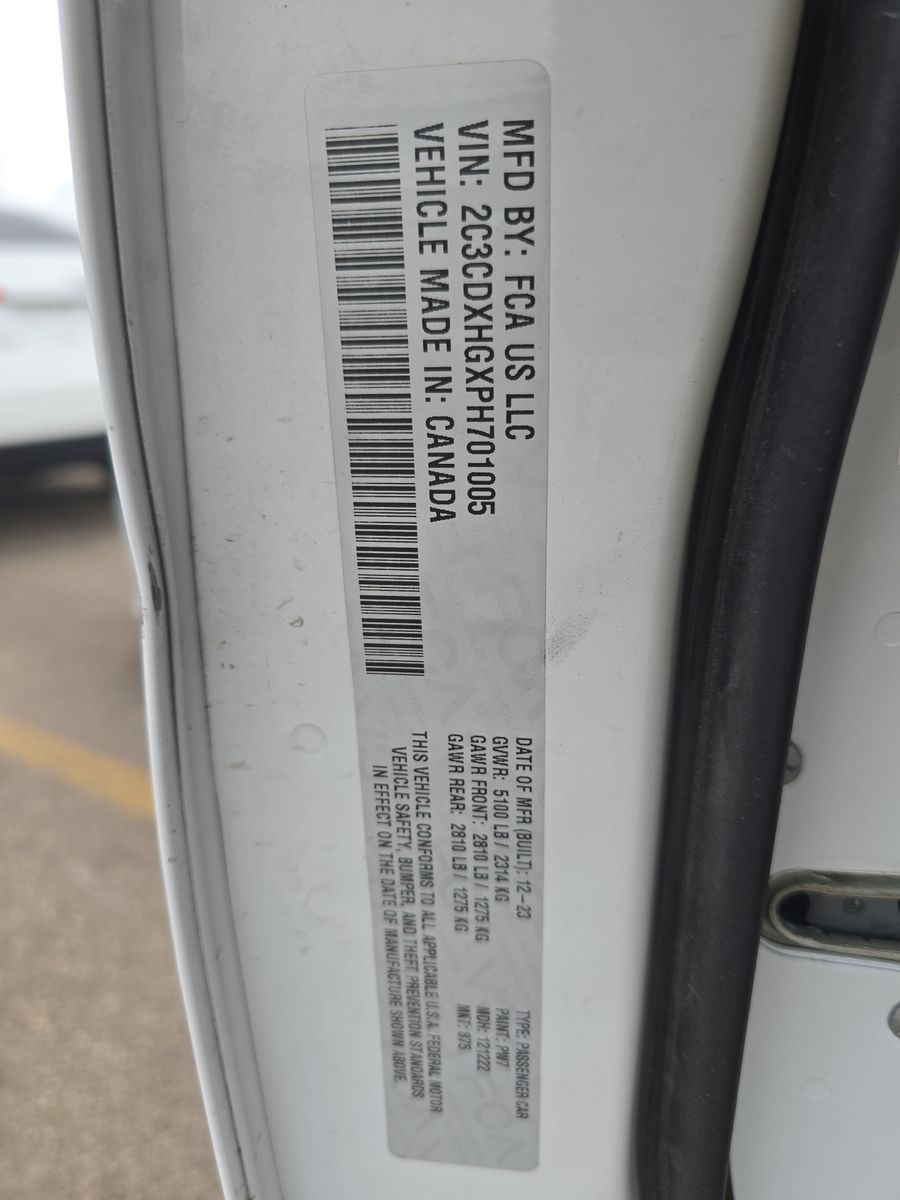 MFD BY: FCA US LLC
VIN: 2C3CDXHGXPH701005
VEHICLE MADE IN: CANADA
DATE OF MFR (BUILT): 12-23
GVWR: 5100 LB / 2314 KG
GAWR FRONT: 2810 LB / 1275 KG
GAWR REAR: 2810 LB / 1275 KG
TYPE: PASSENGER CAR
PAINT: PW7
MDH: 121222
MNT: 875
THIS VEHICLE CONFORMS TO ALL APPLICABLE U.S.A. FEDERAL MOTOR
VEHICLE SAFETY, BUMPER, AND THEFT PREVENTION STANDARDS
IN EFFECT ON THE DATE OF MANUFACTURE SHOWN ABOVE.